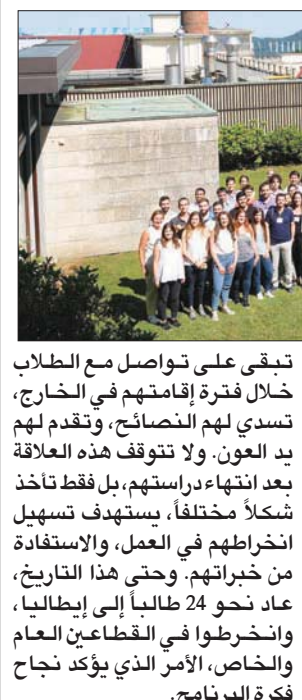 تبقى على تواصل مع الطلاب
خلال فترة إقامتهم في الخارج،
تسدي لهم النصائح، وتقدم لهم
يد العون. ولا تتوقف هذه العلاقة
بعد انتهاء دراستهم، بل فقط تأخذ
شكلاً مختلفاً، يستهدف تسهيل
انخراطهم في العمل، والاستفادة
من خبراتهم. وحتى هذا التاريخ،
عاد نحو 24 طالباً إلى إيطاليا،
وانخرطوا في القطاعين العام
والخاص، الأمر الذي يؤكد نجاح
فكرة البرنامج.